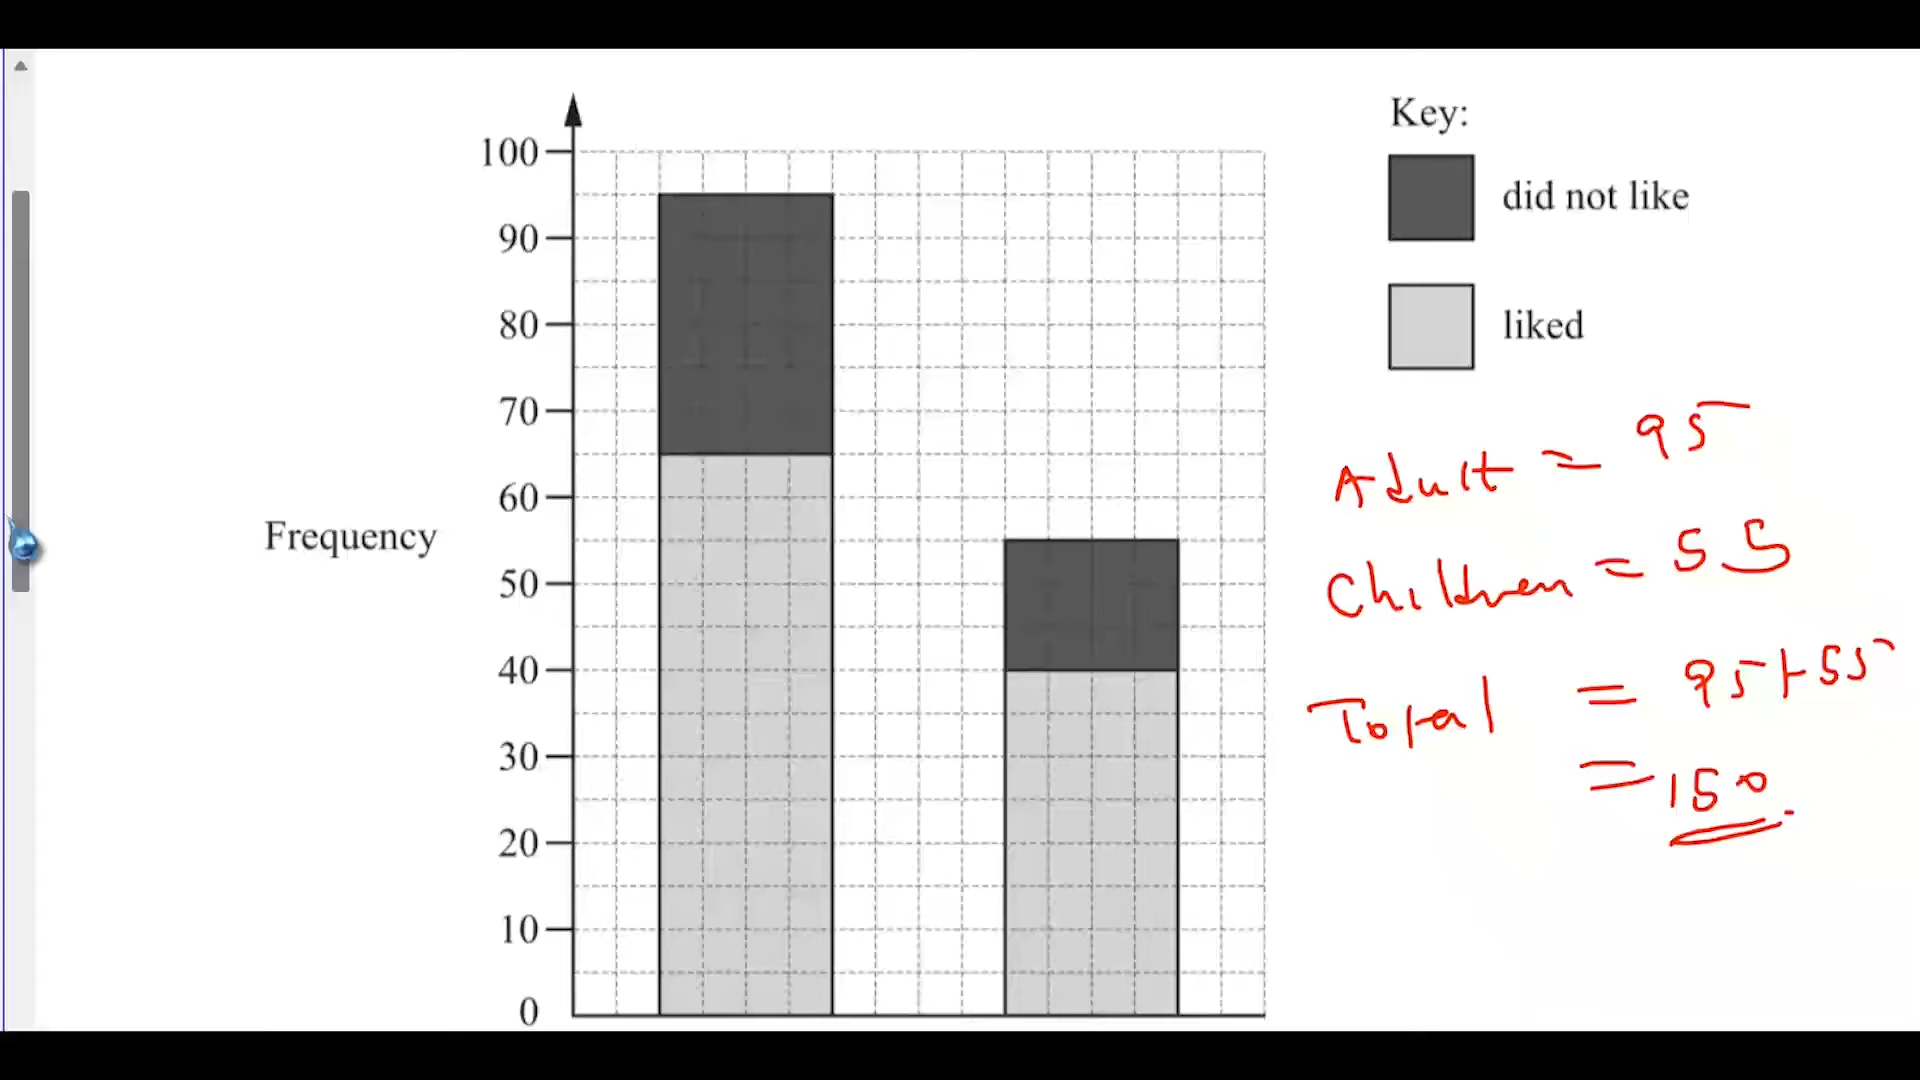 Key:
did not like
liked
100
90
80
70
60
50
40
30
20
10
0
Frequency
Adult = 95
Children = 55
Total = 95+55
= 150